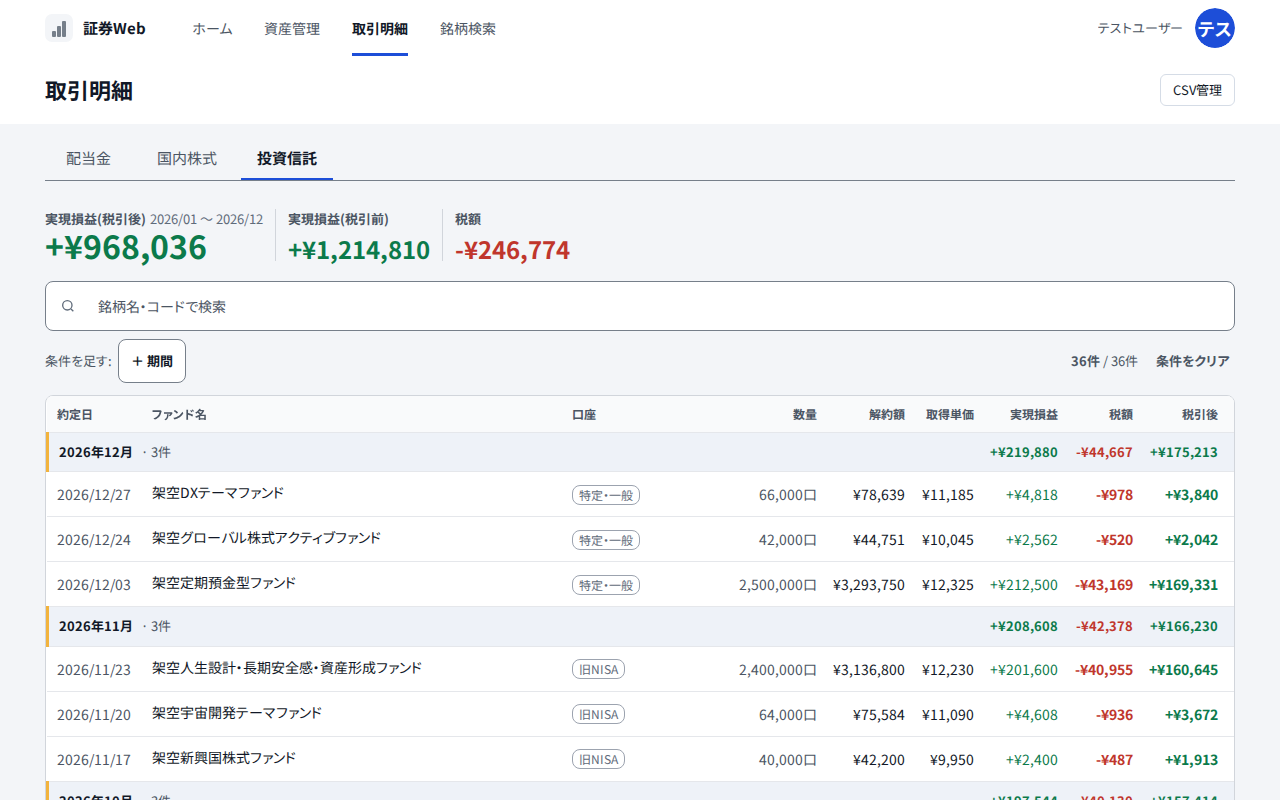 証券Web ホーム 資産管理 取引明細 銘柄検索 テストユーザー テス
取引明細 CSV管理
配当金 国内株式 投資信託
実現損益(税引後) 2026/01 〜 2026/12 実現損益(税引前) 税額
+¥968,036 +¥1,214,810 -¥246,774
銘柄名・コードで検索
条件を足す: + 期間 36件 / 36件 条件をクリア
約定日 ファンド名 口座 数量 解約額 取得単価 実現損益 税額 税引後
2026年12月 · 3件 +¥219,880 -¥44,667 +¥175,213
2026/12/27 架空DXテーマファンド 特定・一般 66,000口 ¥78,639 ¥11,185 +¥4,818 -¥978 +¥3,840
2026/12/24 架空グローバル株式アクティブファンド 特定・一般 42,000口 ¥44,751 ¥10,045 +¥2,562 -¥520 +¥2,042
2026/12/03 架空定期預金型ファンド 特定・一般 2,500,000口 ¥3,293,750 ¥12,325 +¥212,500 -¥43,169 +¥169,331
2026年11月 · 3件 +¥208,608 -¥42,378 +¥166,230
2026/11/23 架空人生設計・長期安全感・資産形成ファンド 旧NISA 2,400,000口 ¥3,136,800 ¥12,230 +¥201,600 -¥40,955 +¥160,645
2026/11/20 架空宇宙開発テーマファンド 旧NISA 64,000口 ¥75,584 ¥11,090 +¥4,608 -¥936 +¥3,672
2026/11/17 架空新興国株式ファンド 旧NISA 40,000口 ¥42,200 ¥9,950 +¥2,400 -¥487 +¥1,913
2026年10月 · 3件